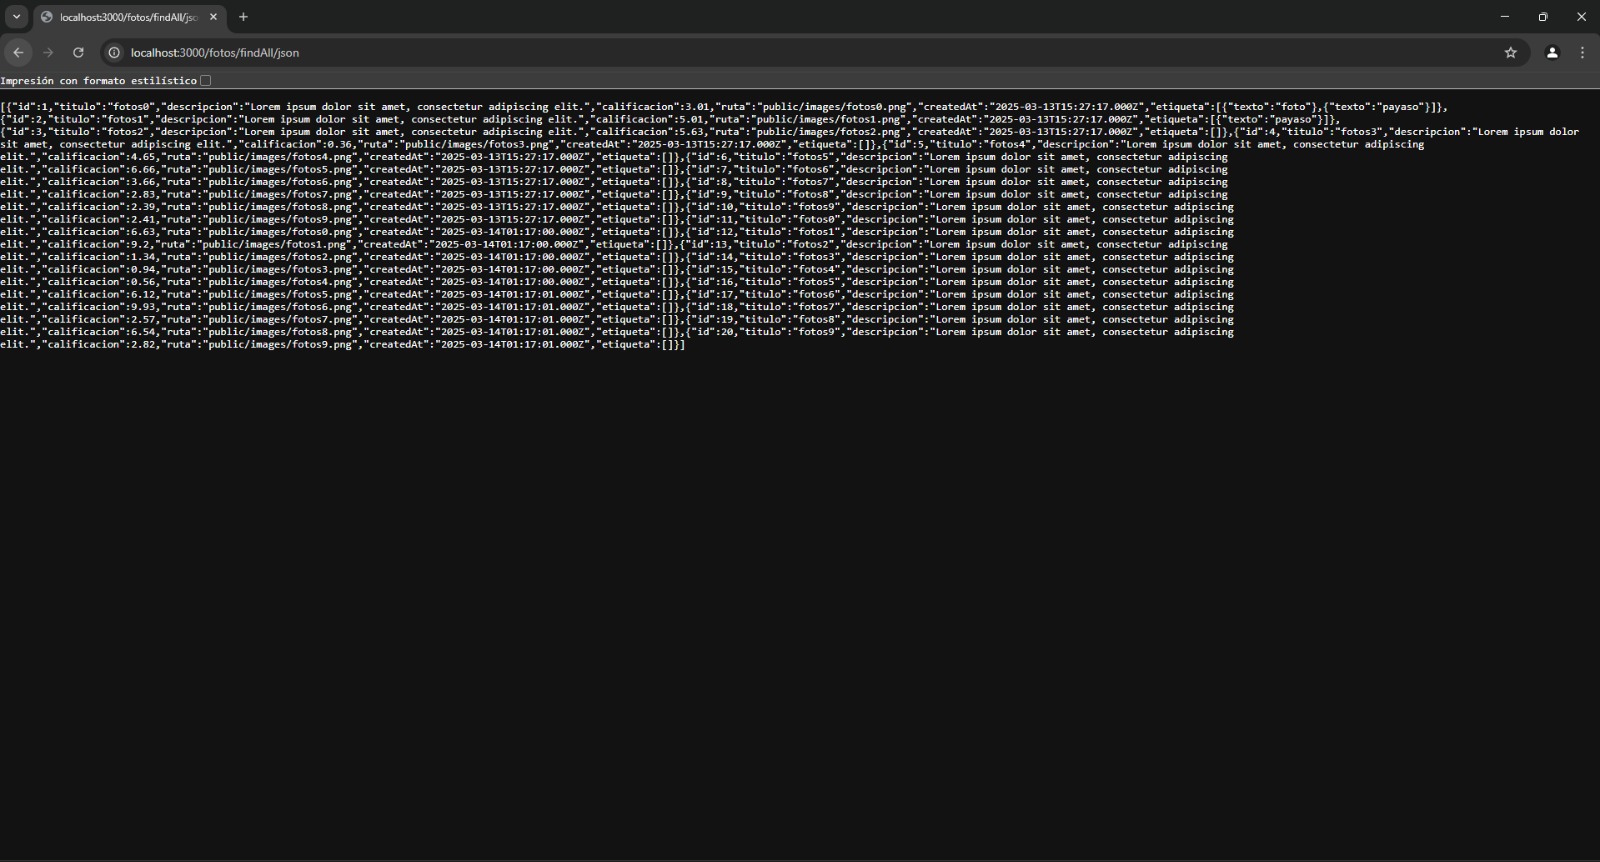 localhost:3000/fotos/findAll/jso
localhost:3000/fotos/findAll/json
Impresión con formato estilístico
[{"id":1,"titulo":"fotos0","descripcion":"Lorem ipsum dolor sit amet, consectetur adipiscing elit.","calificacion":3.01,"ruta":"public/images/fotos0.png","createdAt":"2025-03-13T15:27:17.000Z","etiqueta":[{"texto":"foto"},{"texto":"payaso"}]},
{"id":2,"titulo":"fotos1","descripcion":"Lorem ipsum dolor sit amet, consectetur adipiscing elit.","calificacion":5.01,"ruta":"public/images/fotos1.png","createdAt":"2025-03-13T15:27:17.000Z","etiqueta":[{"texto":"payaso"}]},
{"id":3,"titulo":"fotos2","descripcion":"Lorem ipsum dolor sit amet, consectetur adipiscing elit.","calificacion":5.63,"ruta":"public/images/fotos2.png","createdAt":"2025-03-13T15:27:17.000Z","etiqueta":[]},{"id":4,"titulo":"fotos3","descripcion":"Lorem ipsum dolor
sit amet, consectetur adipiscing elit.","calificacion":0.36,"ruta":"public/images/fotos3.png","createdAt":"2025-03-13T15:27:17.000Z","etiqueta":[]},{"id":5,"titulo":"fotos4","descripcion":"Lorem ipsum dolor sit amet, consectetur adipiscing
elit.","calificacion":4.65,"ruta":"public/images/fotos4.png","createdAt":"2025-03-13T15:27:17.000Z","etiqueta":[]},{"id":6,"titulo":"fotos5","descripcion":"Lorem ipsum dolor sit amet, consectetur adipiscing
elit.","calificacion":6.66,"ruta":"public/images/fotos5.png","createdAt":"2025-03-13T15:27:17.000Z","etiqueta":[]},{"id":7,"titulo":"fotos6","descripcion":"Lorem ipsum dolor sit amet, consectetur adipiscing
elit.","calificacion":3.66,"ruta":"public/images/fotos6.png","createdAt":"2025-03-13T15:27:17.000Z","etiqueta":[]},{"id":8,"titulo":"fotos7","descripcion":"Lorem ipsum dolor sit amet, consectetur adipiscing
elit.","calificacion":2.83,"ruta":"public/images/fotos7.png","createdAt":"2025-03-13T15:27:17.000Z","etiqueta":[]},{"id":9,"titulo":"fotos8","descripcion":"Lorem ipsum dolor sit amet, consectetur adipiscing
elit.","calificacion":2.39,"ruta":"public/images/fotos8.png","createdAt":"2025-03-13T15:27:17.000Z","etiqueta":[]},{"id":10,"titulo":"fotos9","descripcion":"Lorem ipsum dolor sit amet, consectetur adipiscing
elit.","calificacion":2.41,"ruta":"public/images/fotos9.png","createdAt":"2025-03-13T15:27:17.000Z","etiqueta":[]},{"id":11,"titulo":"fotos0","descripcion":"Lorem ipsum dolor sit amet, consectetur adipiscing
elit.","calificacion":6.63,"ruta":"public/images/fotos0.png","createdAt":"2025-03-14T01:17:00.000Z","etiqueta":[]},{"id":12,"titulo":"fotos1","descripcion":"Lorem ipsum dolor sit amet, consectetur adipiscing
elit.","calificacion":9.2,"ruta":"public/images/fotos1.png","createdAt":"2025-03-14T01:17:00.000Z","etiqueta":[]},{"id":13,"titulo":"fotos2","descripcion":"Lorem ipsum dolor sit amet, consectetur adipiscing
elit.","calificacion":1.34,"ruta":"public/images/fotos2.png","createdAt":"2025-03-14T01:17:00.000Z","etiqueta":[]},{"id":14,"titulo":"fotos3","descripcion":"Lorem ipsum dolor sit amet, consectetur adipiscing
elit.","calificacion":0.94,"ruta":"public/images/fotos3.png","createdAt":"2025-03-14T01:17:00.000Z","etiqueta":[]},{"id":15,"titulo":"fotos4","descripcion":"Lorem ipsum dolor sit amet, consectetur adipiscing
elit.","calificacion":0.56,"ruta":"public/images/fotos4.png","createdAt":"2025-03-14T01:17:00.000Z","etiqueta":[]},{"id":16,"titulo":"fotos5","descripcion":"Lorem ipsum dolor sit amet, consectetur adipiscing
elit.","calificacion":6.12,"ruta":"public/images/fotos5.png","createdAt":"2025-03-14T01:17:01.000Z","etiqueta":[]},{"id":17,"titulo":"fotos6","descripcion":"Lorem ipsum dolor sit amet, consectetur adipiscing
elit.","calificacion":9.93,"ruta":"public/images/fotos6.png","createdAt":"2025-03-14T01:17:01.000Z","etiqueta":[]},{"id":18,"titulo":"fotos7","descripcion":"Lorem ipsum dolor sit amet, consectetur adipiscing
elit.","calificacion":2.57,"ruta":"public/images/fotos7.png","createdAt":"2025-03-14T01:17:01.000Z","etiqueta":[]},{"id":19,"titulo":"fotos8","descripcion":"Lorem ipsum dolor sit amet, consectetur adipiscing
elit.","calificacion":6.54,"ruta":"public/images/fotos8.png","createdAt":"2025-03-14T01:17:01.000Z","etiqueta":[]},{"id":20,"titulo":"fotos9","descripcion":"Lorem ipsum dolor sit amet, consectetur adipiscing
elit.","calificacion":2.82,"ruta":"public/images/fotos9.png","createdAt":"2025-03-14T01:17:01.000Z","etiqueta":[]}]